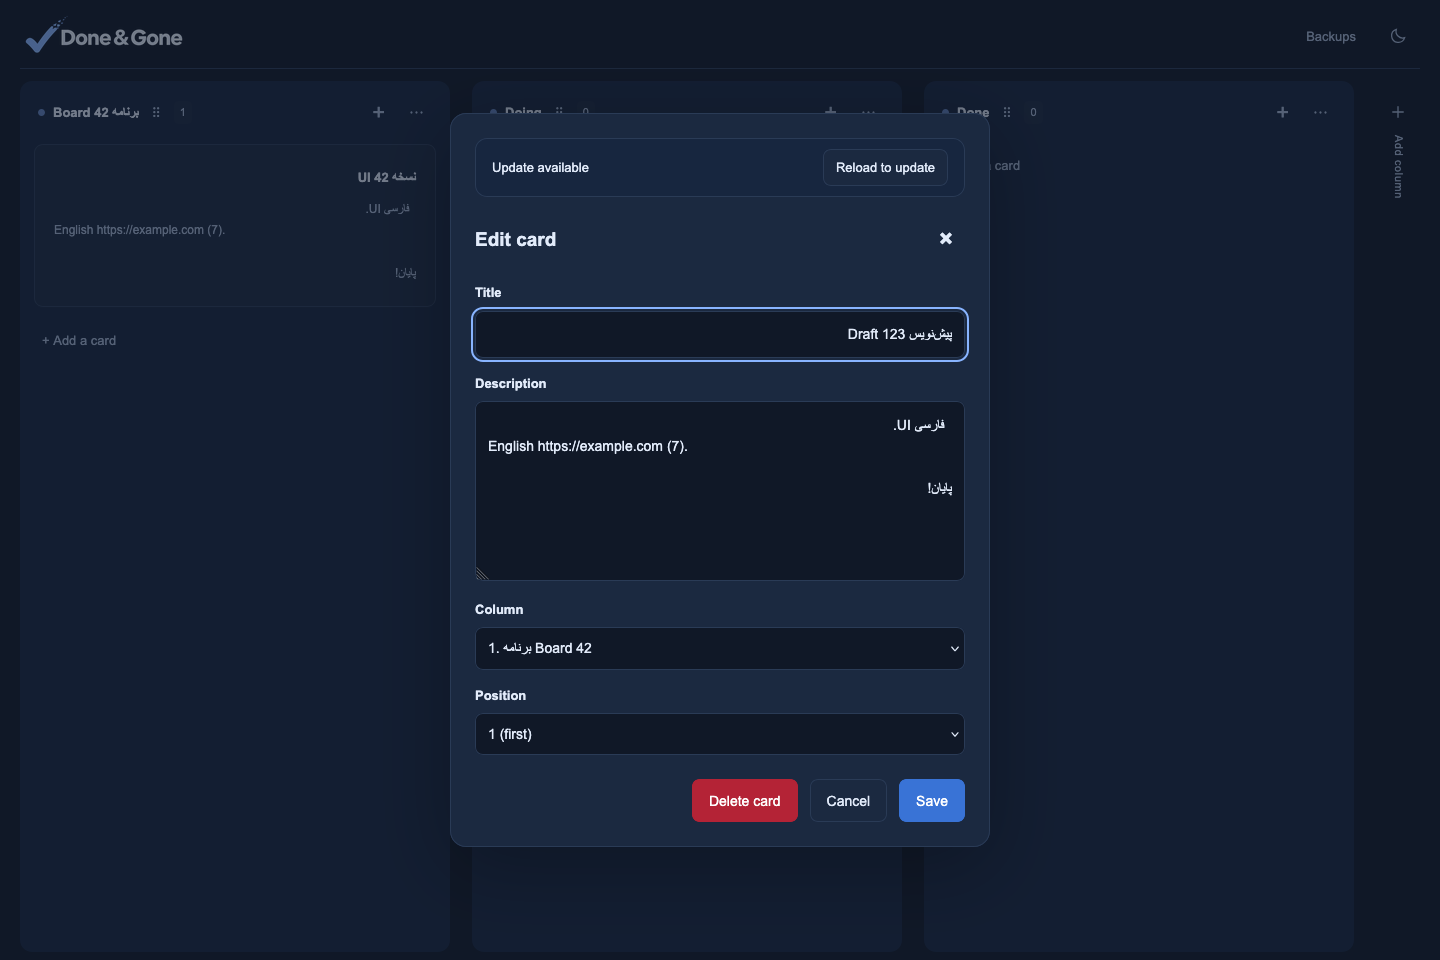 Done & Gone
Backups
Board 42 برنامه
1
Doing
0
Done
0
نسخه UI 42
فارسی UI.
English https://example.com (7).
پایان!
+ Add a card
card
Add column
Update available
Reload to update
Edit card
Title
پیش‌نویس Draft 123
Description
فارسی UI.
English https://example.com (7).
پایان!
Column
1. برنامه Board 42
Position
1 (first)
Delete card
Cancel
Save